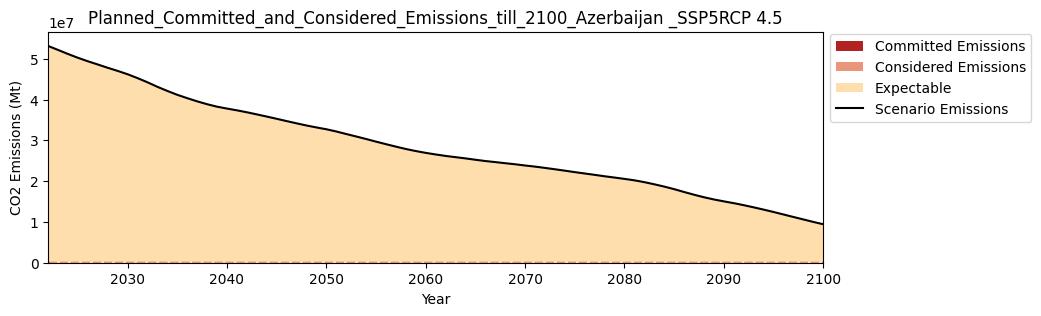 Planned_Committed_and_Considered_Emissions_till_2100_Azerbaijan _SSP5RCP 4.5
1e7
CO2 Emissions (Mt)
5
4
3
2
1
0
2030 2040 2050 2060 2070 2080 2090 2100
Year
Committed Emissions
Considered Emissions
Expectable
Scenario Emissions